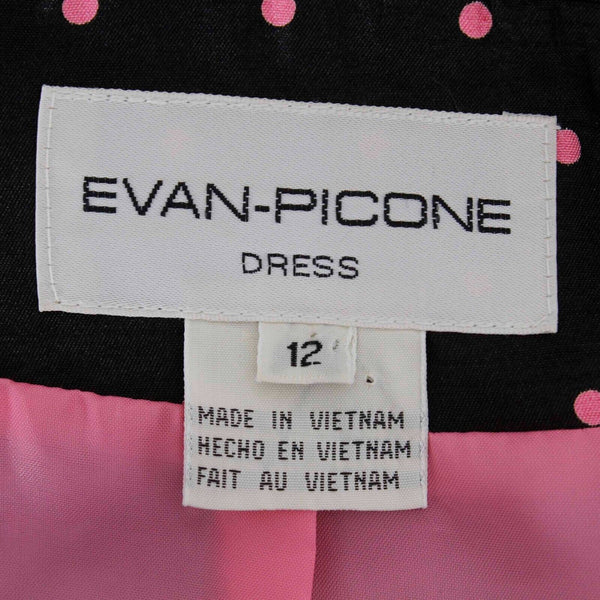 EVAN-PICONE
DRESS
12
MADE IN VIETNAM
HECHO EN VIETNAM
FAIT AU VIETNAM